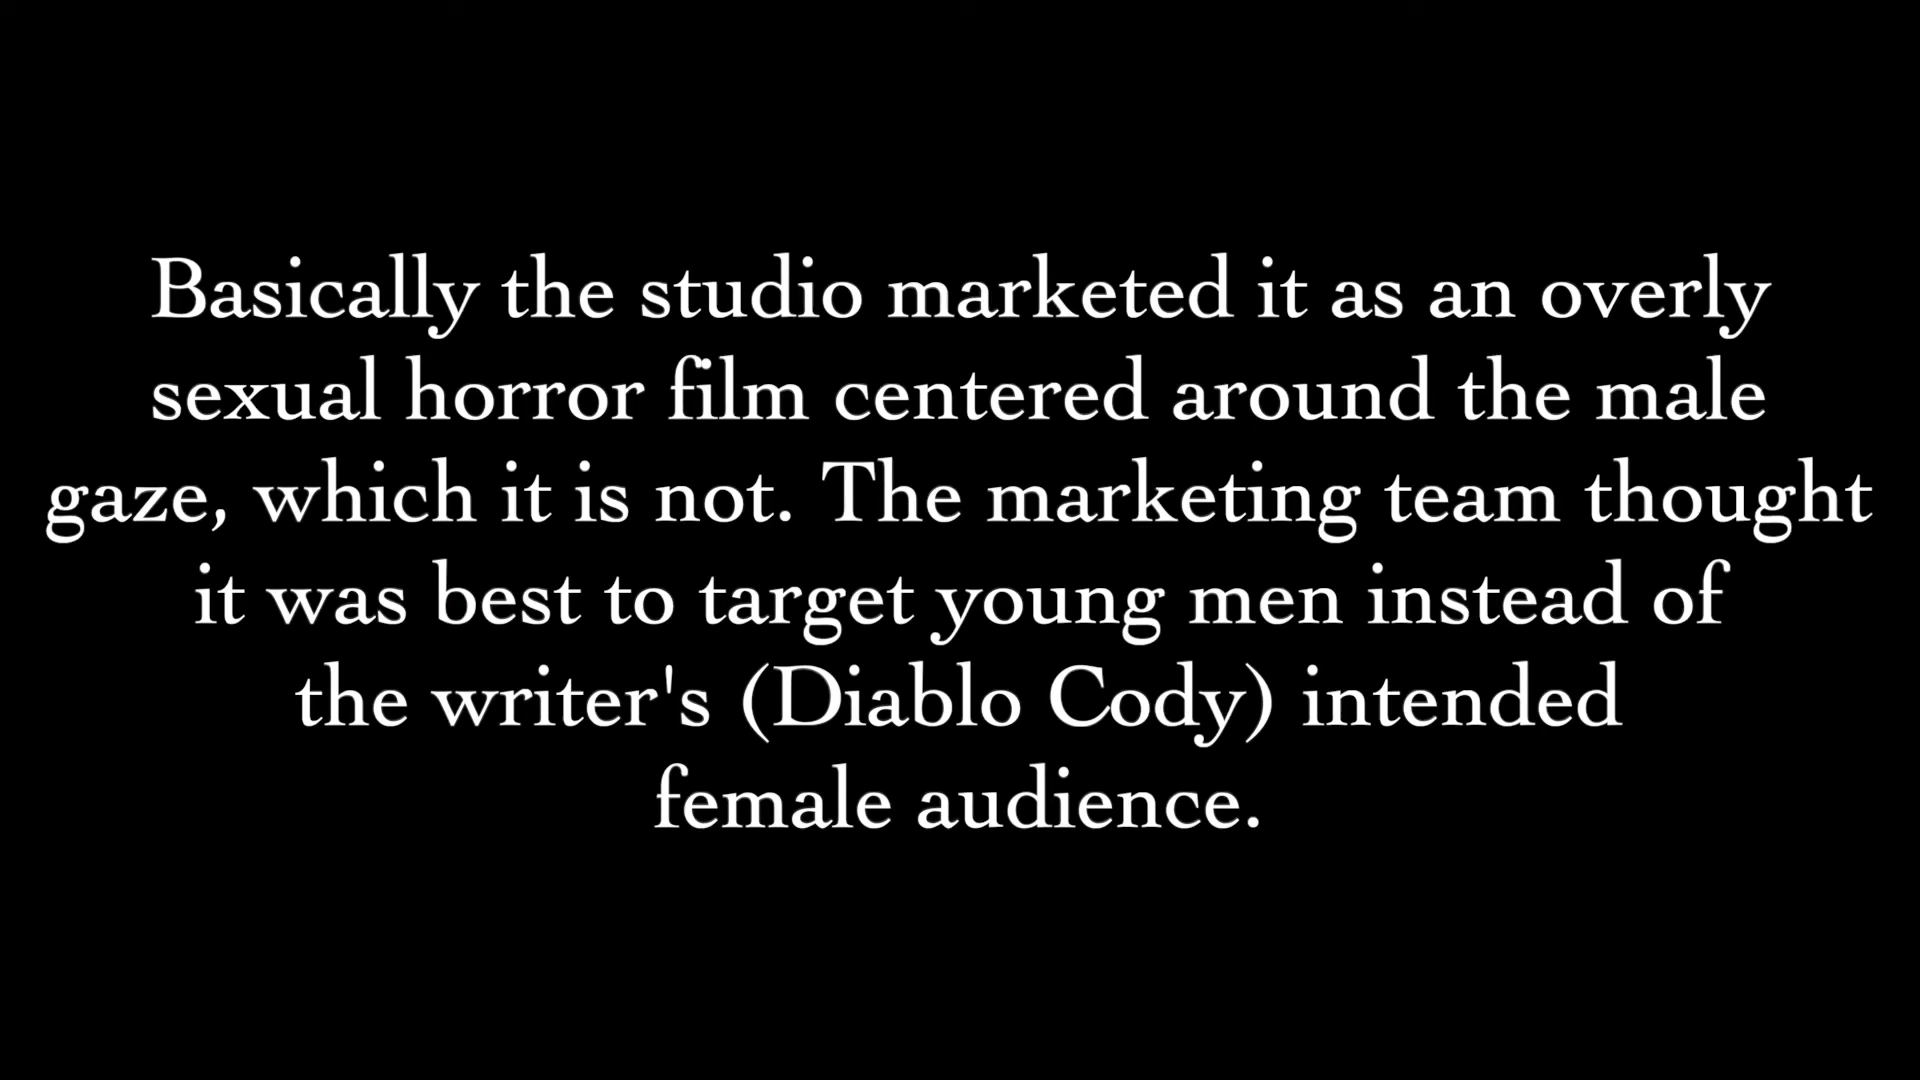 Basically the studio marketed it as an overly
sexual horror film centered around the male
gaze, which it is not. The marketing team thought
it was best to target young men instead of
the writer's (Diablo Cody) intended
female audience.